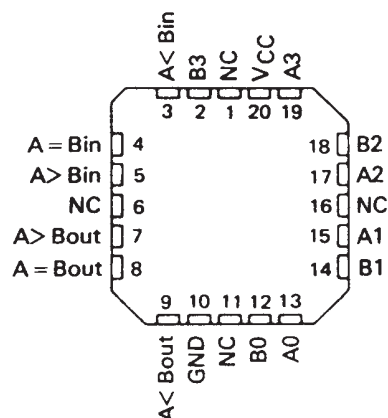 A< Bin
B3
NC
VCC
A3
3
2
1
20
19
A = Bin 4
A> Bin 5
NC 6
A> Bout 7
A = Bout 8
18 B2
17 A2
16 NC
15 A1
14 B1
9
10
11
12
13
A< Bout
GND
NC
B0
A0